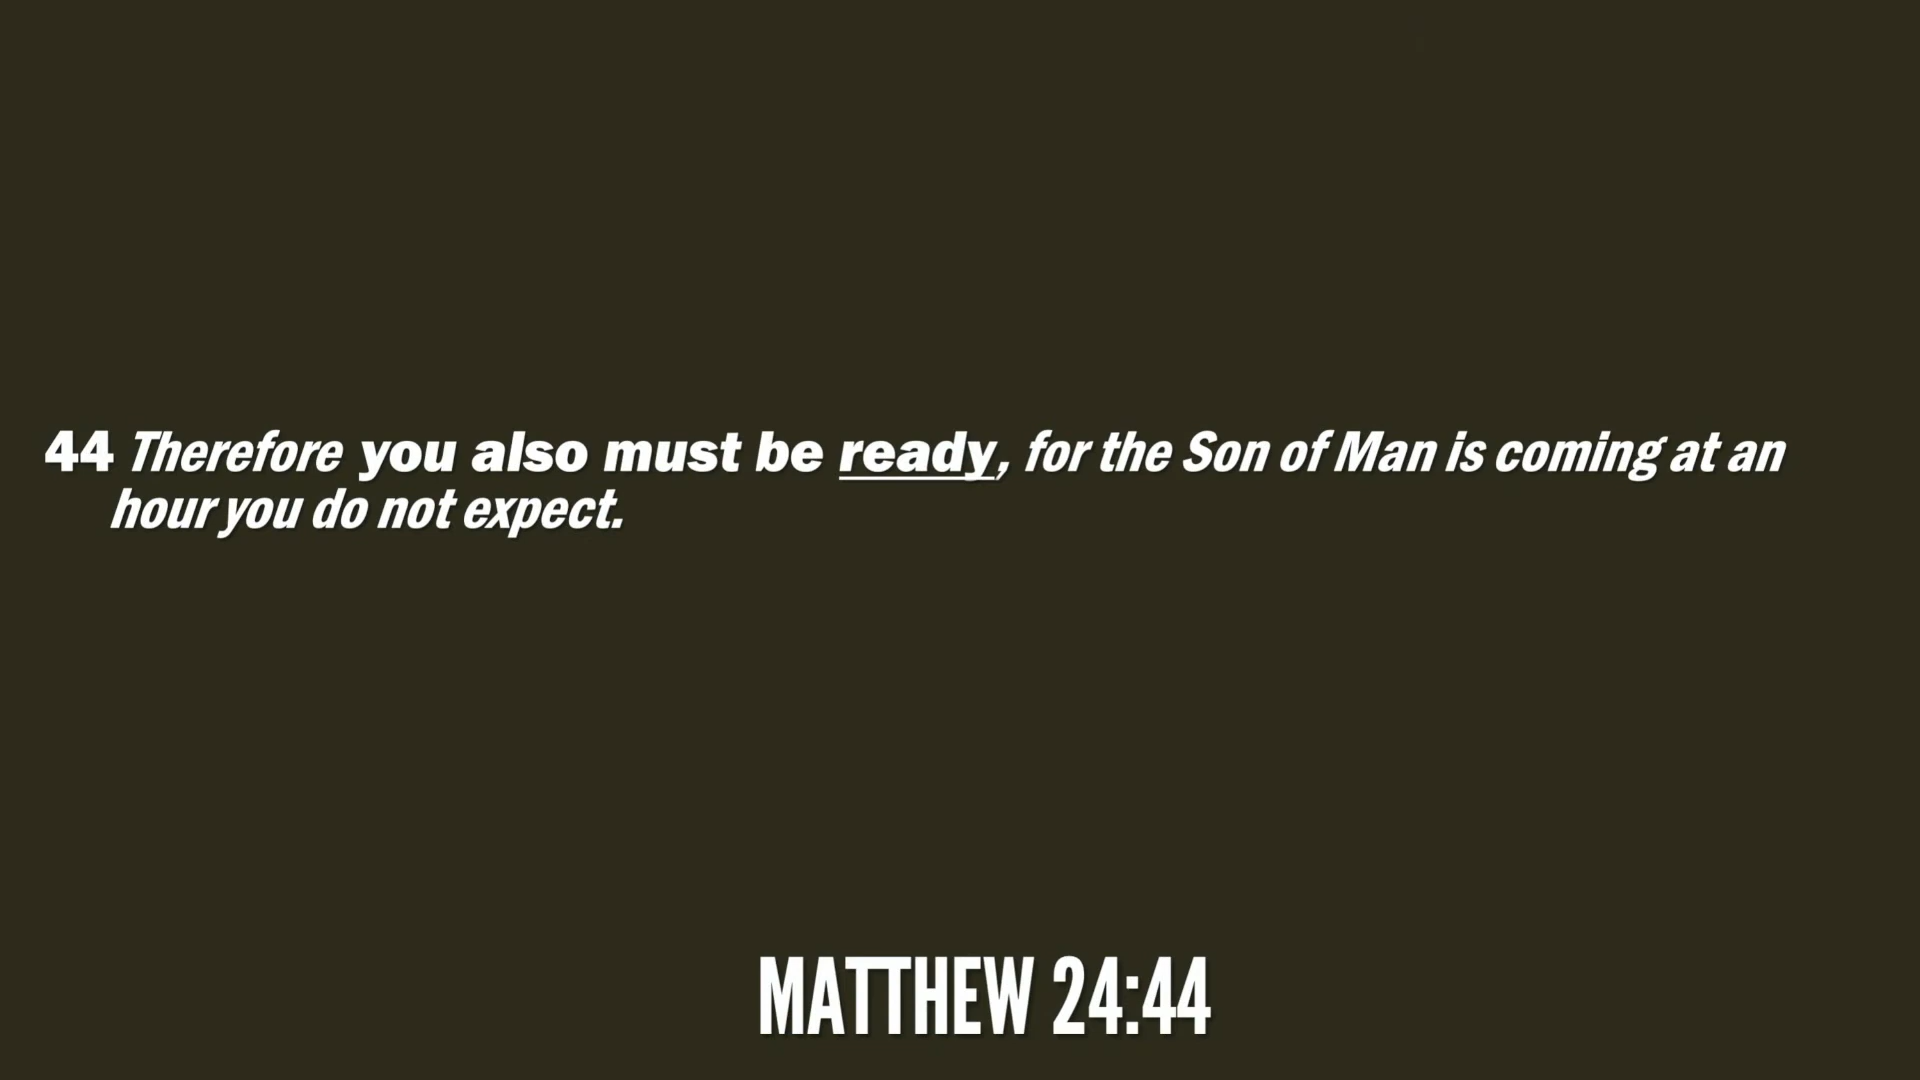 44 Therefore you also must be ready, for the Son of Man is coming at an
hour you do not expect.
MATTHEW 24:44